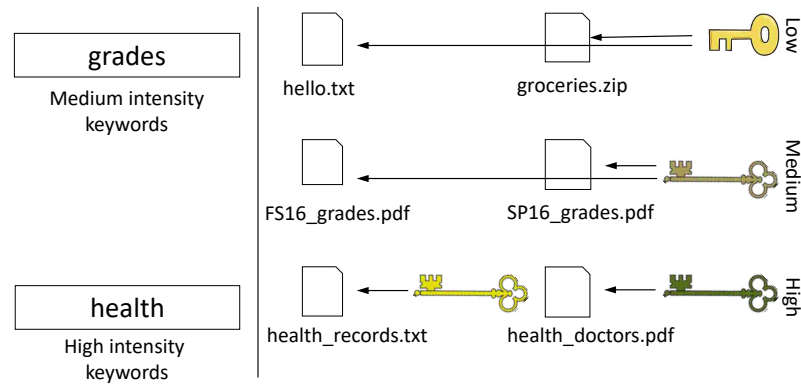 grades
Medium intensity
keywords
health
High intensity
keywords
hello.txt
groceries.zip
Low
FS16_grades.pdf
SP16_grades.pdf
Medium
health_records.txt
health_doctors.pdf
High